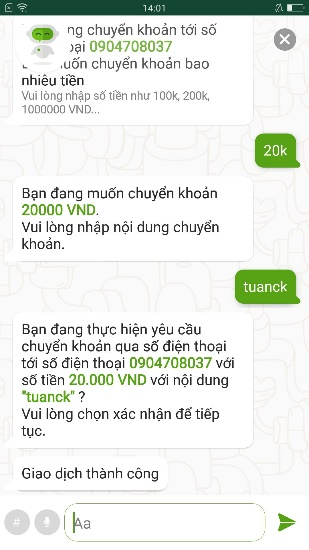 14:01
ng chuyển khoản tới số
oại 0904708037
uốn chuyển khoản bao
nhiêu tiền
Vui lòng nhập số tiền như 100k, 200k,
1000000 VND...
20k
Bạn đang muốn chuyển khoản
20000 VND.
Vui lòng nhập nội dung chuyển
khoản.
tuanck
Bạn đang thực hiện yêu cầu
chuyển khoản qua số điện thoại
tới số điện thoại 0904708037 với
số tiền 20.000 VND với nội dung
"tuanck" ?
Vui lòng chọn xác nhận để tiếp
tục.
Giao dịch thành công
#
Aa